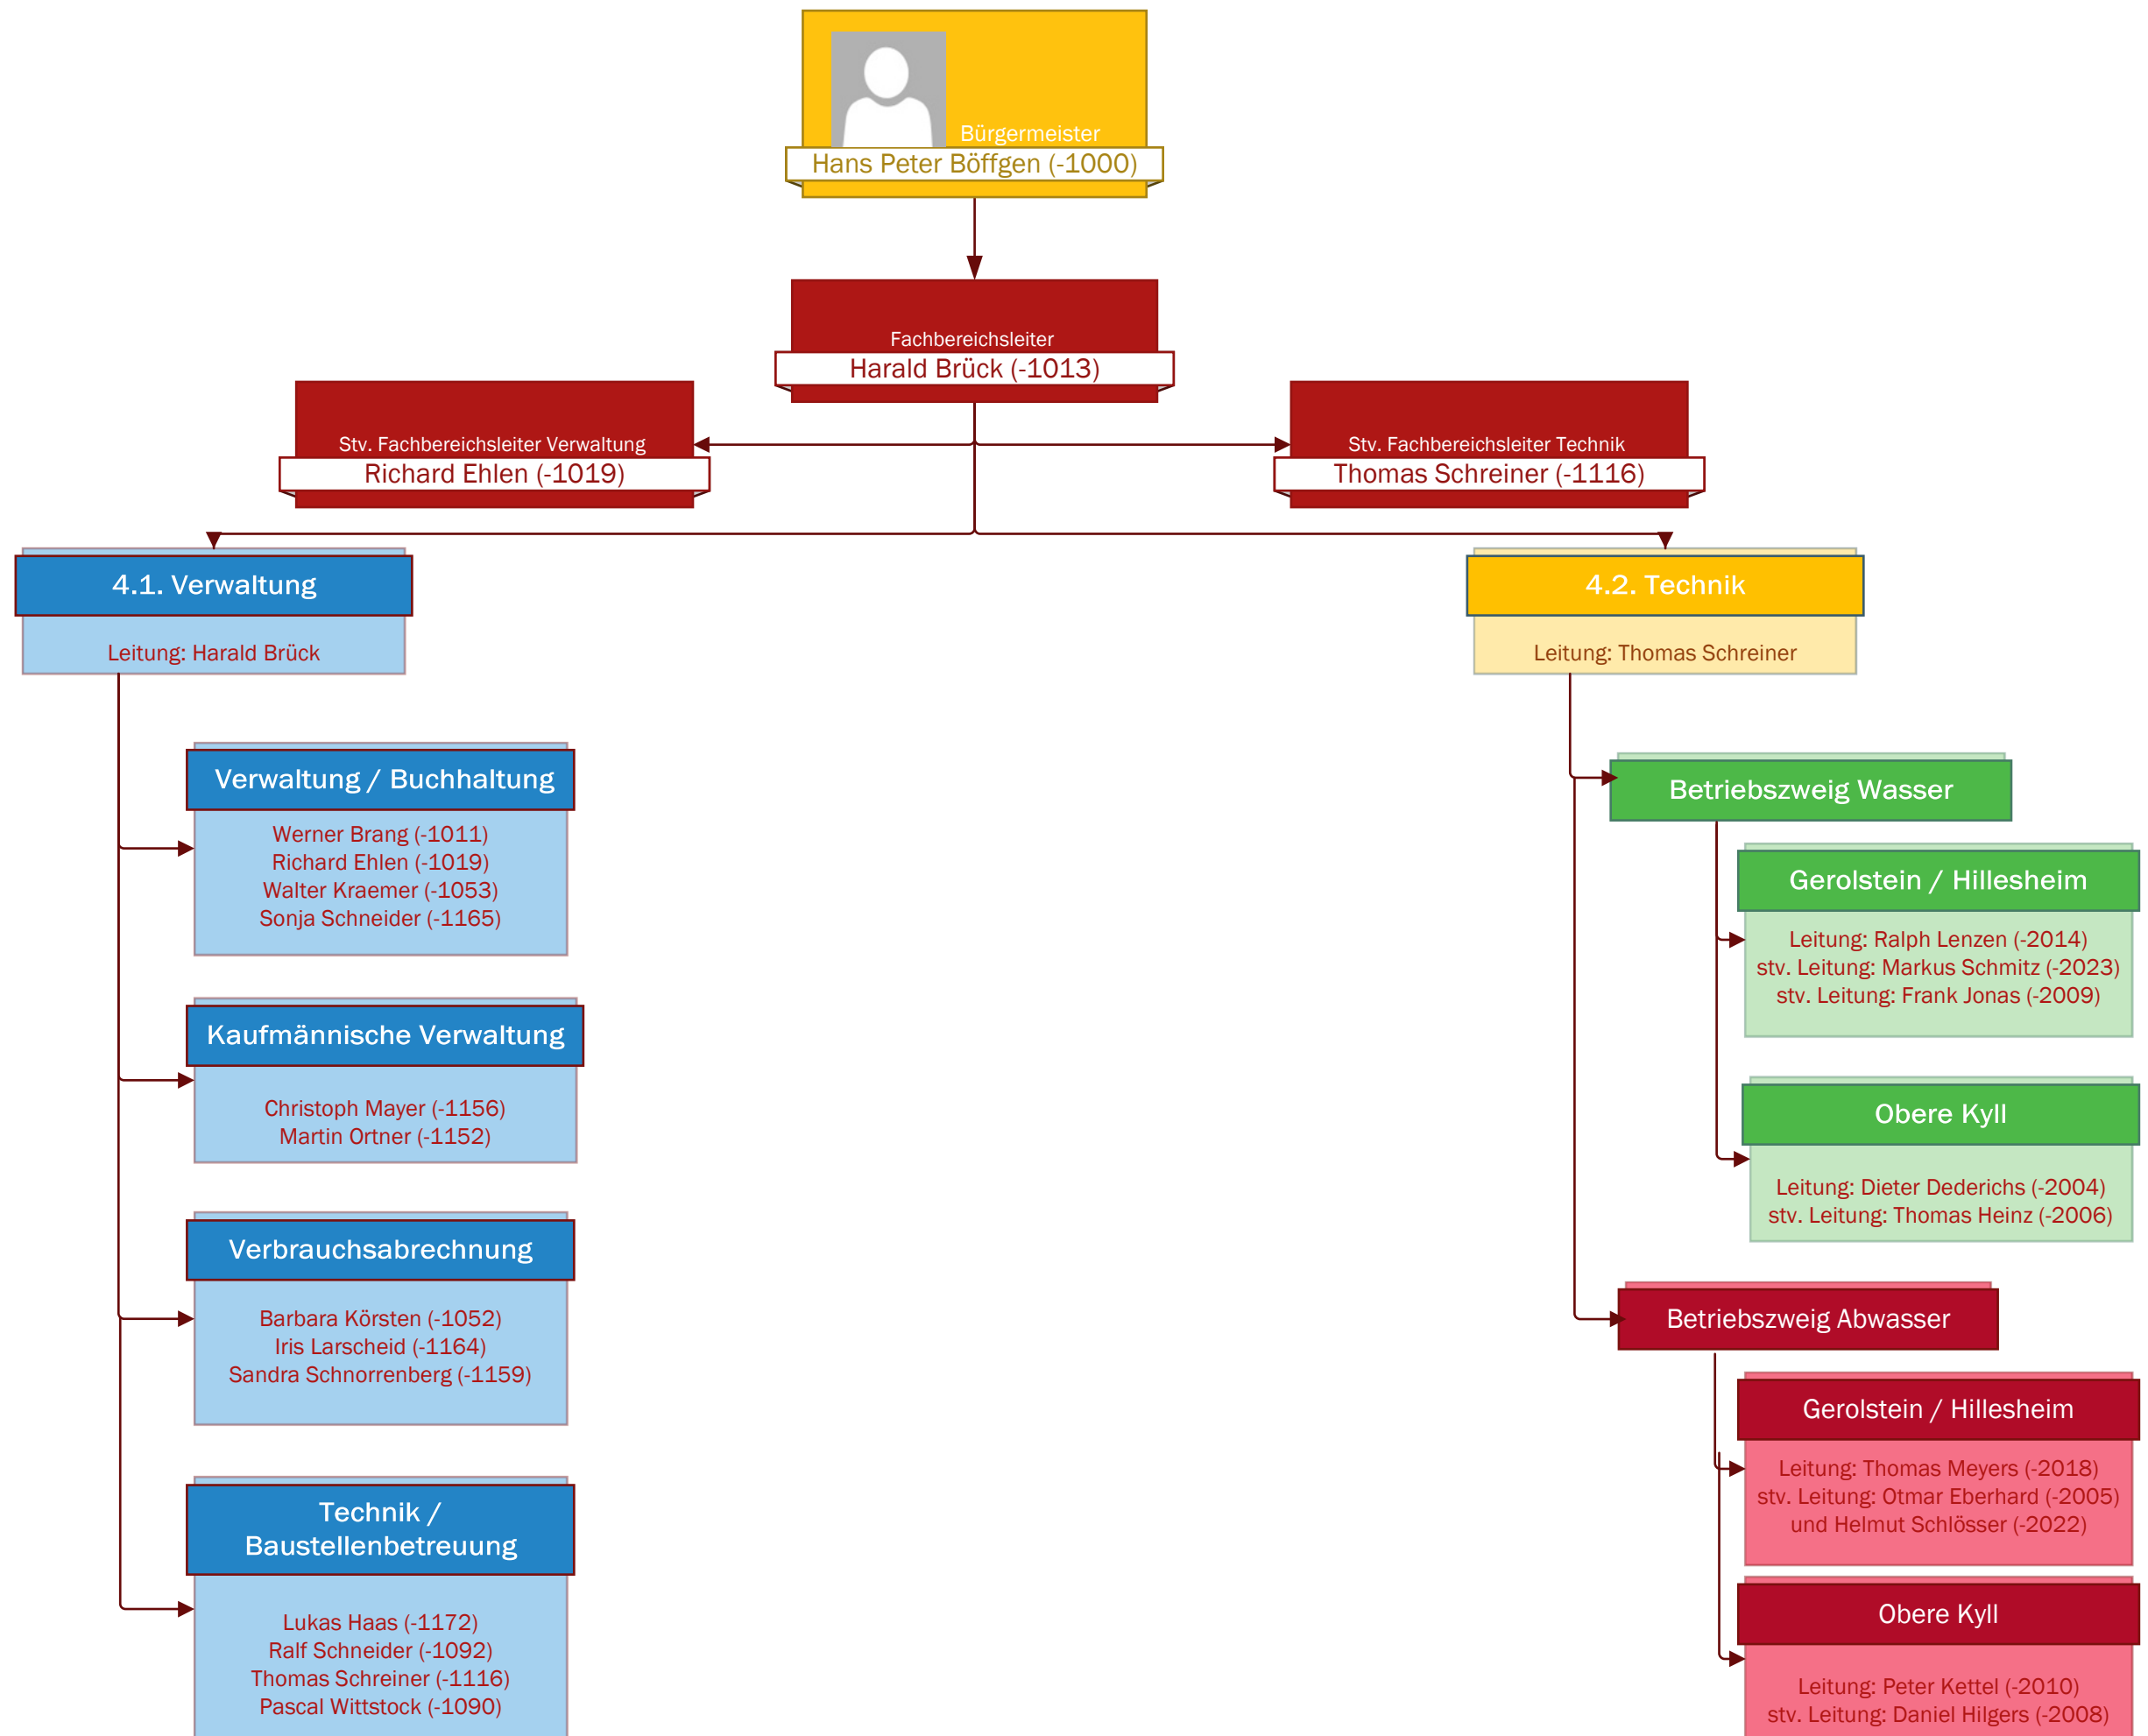 Bürgermeister
Hans Peter Böffgen (-1000)
Fachbereichsleiter
Harald Brück (-1013)
Stv. Fachbereichsleiter Verwaltung
Richard Ehlen (-1019)
Stv. Fachbereichsleiter Technik
Thomas Schreiner (-1116)
4.1. Verwaltung
Leitung: Harald Brück
Verwaltung / Buchhaltung
Werner Brang (-1011)
Richard Ehlen (-1019)
Walter Kraemer (-1053)
Sonja Schneider (-1165)
Kaufmännische Verwaltung
Christoph Mayer (-1156)
Martin Ortner (-1152)
Verbrauchsabrechnung
Barbara Körsten (-1052)
Iris Larscheid (-1164)
Sandra Schnorrenberg (-1159)
Technik /
Baustellenbetreuung
Lukas Haas (-1172)
Ralf Schneider (-1092)
Thomas Schreiner (-1116)
Pascal Wittstock (-1090)
4.2. Technik
Leitung: Thomas Schreiner
Betriebszweig Wasser
Gerolstein / Hillesheim
Leitung: Ralph Lenzen (-2014)
stv. Leitung: Markus Schmitz (-2023)
stv. Leitung: Frank Jonas (-2009)
Obere Kyll
Leitung: Dieter Dederichs (-2004)
stv. Leitung: Thomas Heinz (-2006)
Betriebszweig Abwasser
Gerolstein / Hillesheim
Leitung: Thomas Meyers (-2018)
stv. Leitung: Otmar Eberhard (-2005)
und Helmut Schlösser (-2022)
Obere Kyll
Leitung: Peter Kettel (-2010)
stv. Leitung: Daniel Hilgers (-2008)